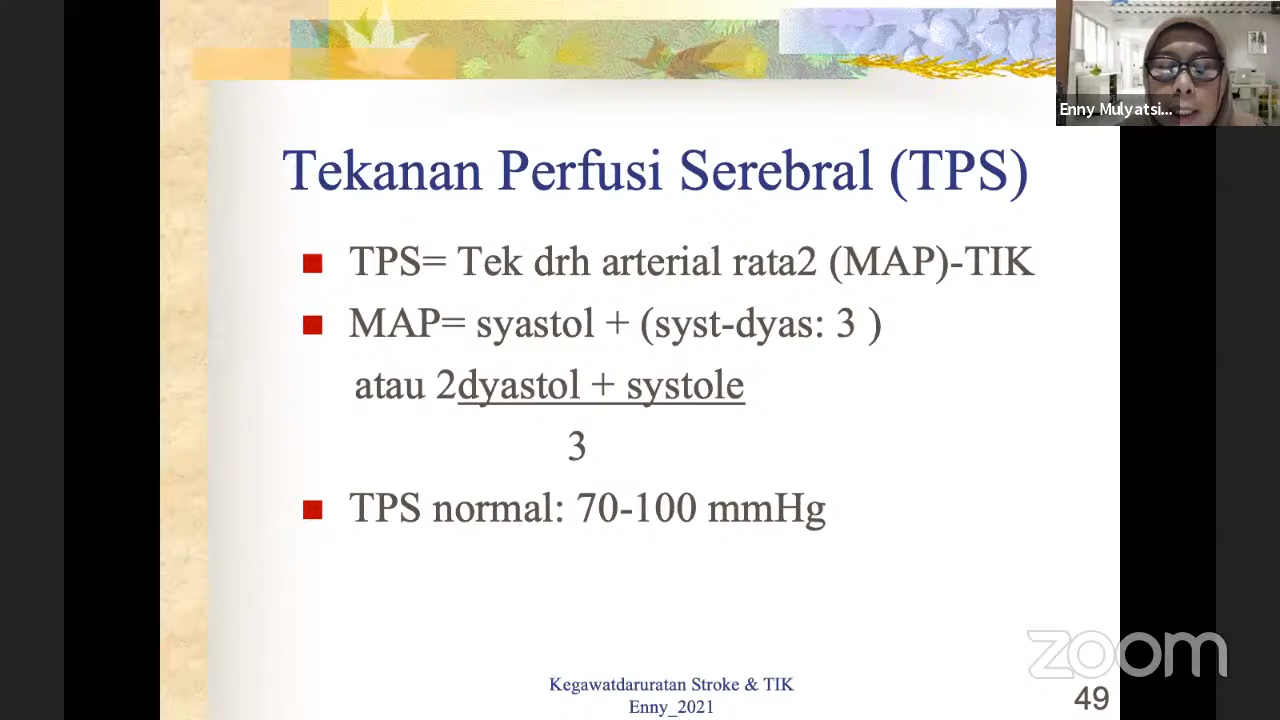 Enny Mulyatsi...
Tekanan Perfusi Serebral (TPS)
TPS= Tek drh arterial rata2 (MAP)-TIK
MAP= syastol + (syst-dyas: 3 )
atau 2dyastol + systole
3
TPS normal: 70-100 mmHg
Kegawatdaruratan Stroke & TIK
Enny_2021
49
zoom